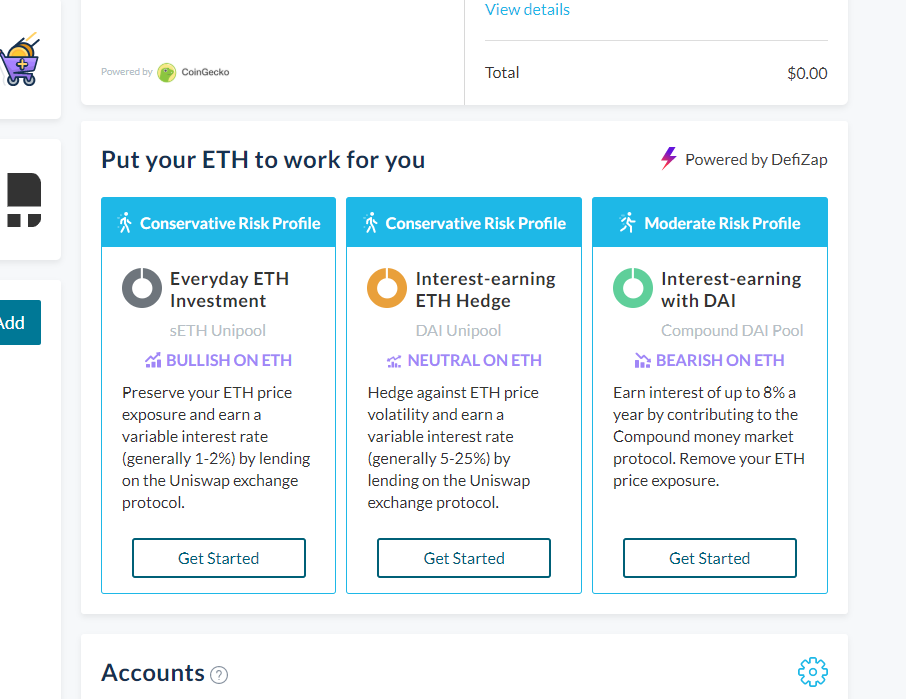 View details
Powered by CoinGecko
Total $0.00
Put your ETH to work for you
Powered by DefiZap
Conservative Risk Profile
Everyday ETH
Investment
sETH Unipool
BULLISH ON ETH
Preserve your ETH price
exposure and earn a
variable interest rate
(generally 1-2%) by lending
on the Uniswap exchange
protocol.
Get Started
Conservative Risk Profile
Interest-earning
ETH Hedge
DAI Unipool
NEUTRAL ON ETH
Hedge against ETH price
volatility and earn a
variable interest rate
(generally 5-25%) by
lending on the Uniswap
exchange protocol.
Get Started
Moderate Risk Profile
Interest-earning
with DAI
Compound DAI Pool
BEARISH ON ETH
Earn interest of up to 8% a
year by contributing to the
Compound money market
protocol. Remove your ETH
price exposure.
Get Started
Add
Accounts ?